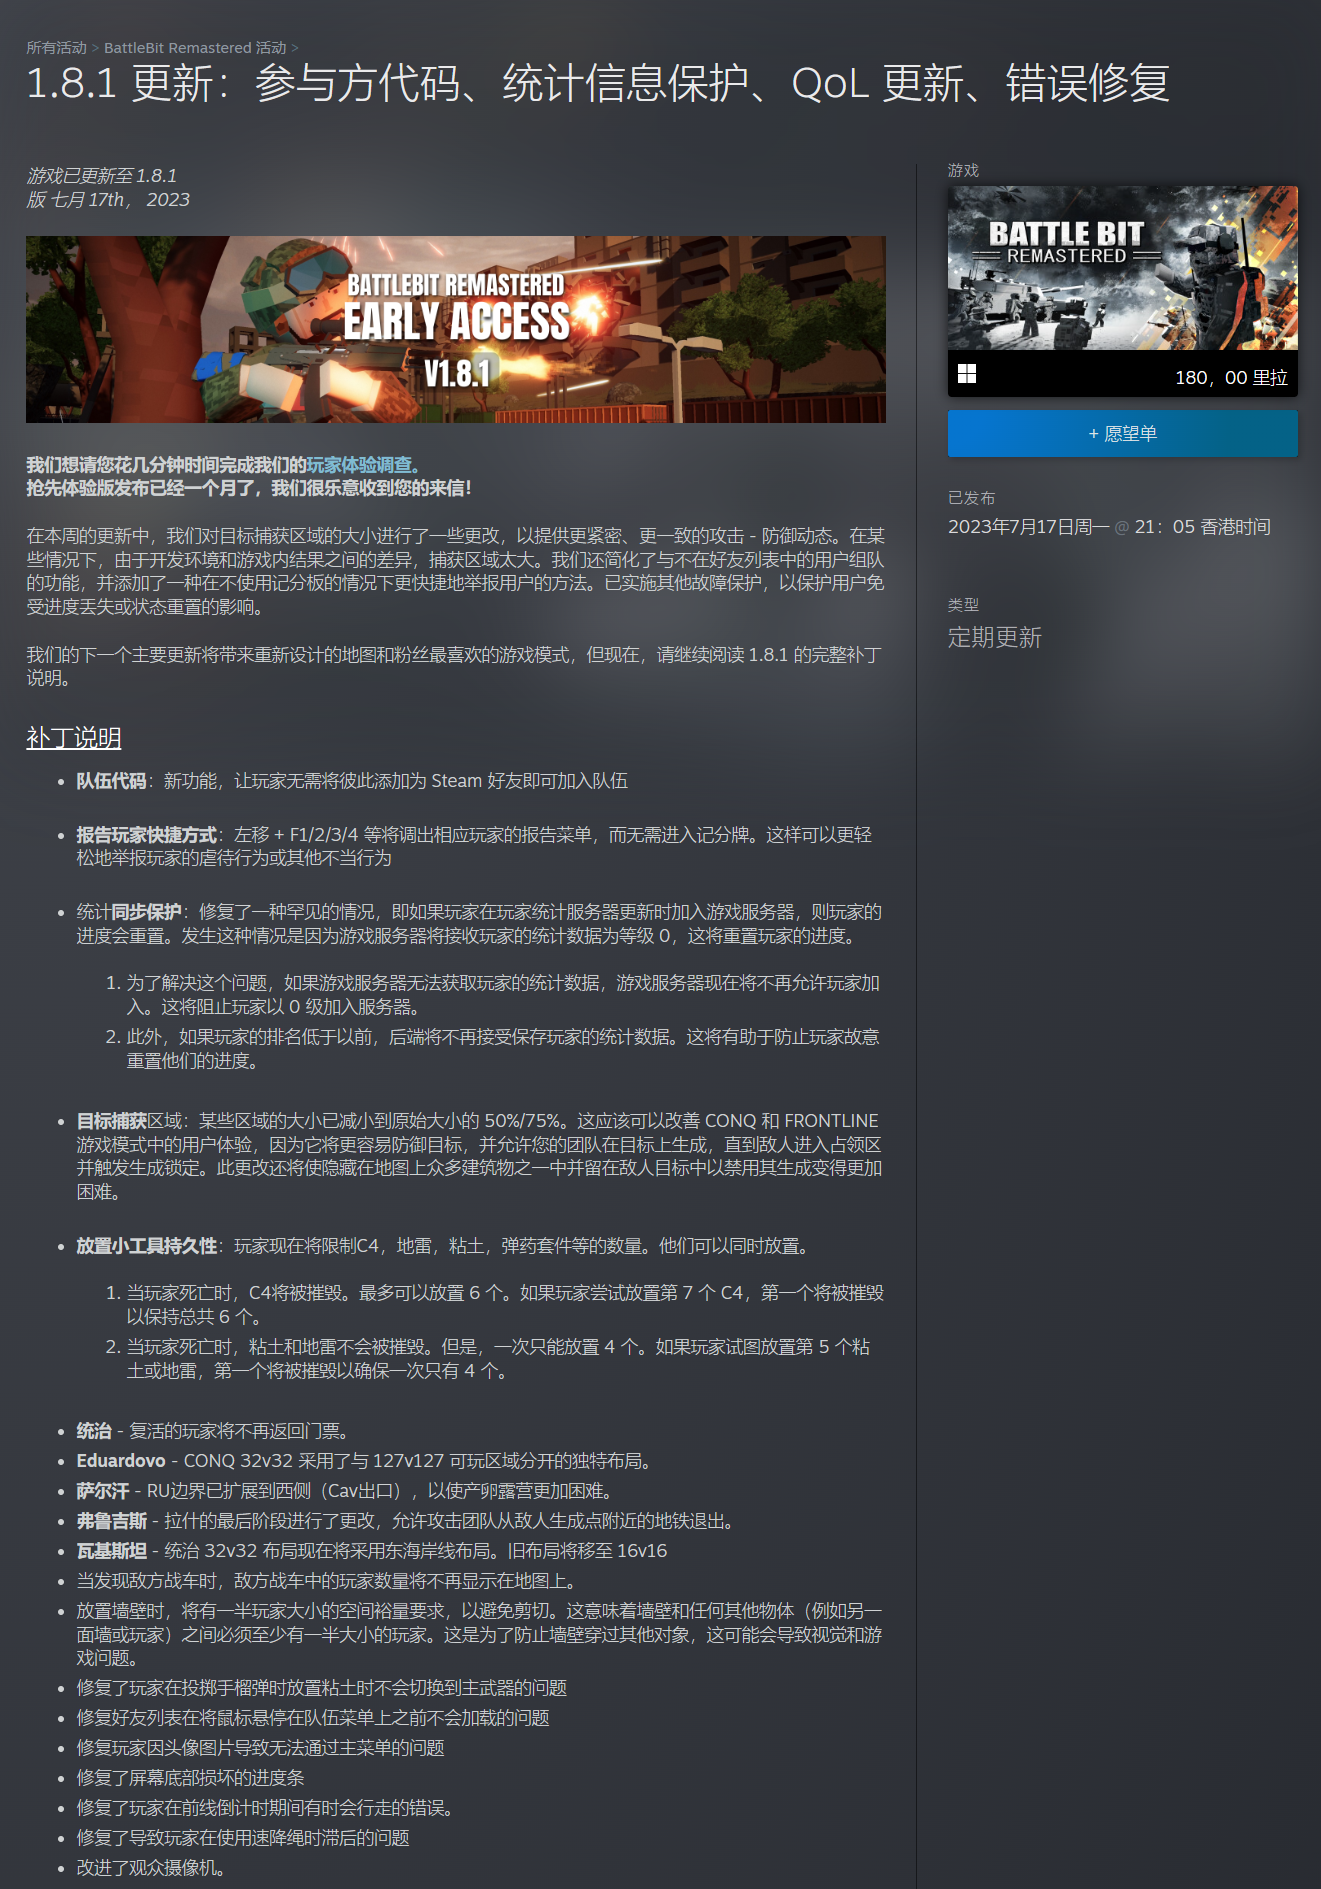 所有活动 > BattleBit Remastered 活动 >
1.8.1 更新：参与方代码、统计信息保护、QoL 更新、错误修复
游戏已更新至 1.8.1
版 七月 17th， 2023
BATTLEBIT REMASTERED
EARLY ACCESS
V1.8.1
我们想请您花几分钟时间完成我们的玩家体验调查。
抢先体验版发布已经一个月了，我们很乐意收到您的来信！
在本周的更新中，我们对目标捕获区域的大小进行了一些更改，以提供更紧密、更一致的攻击 - 防御动态。在某
些情况下，由于开发环境和游戏内结果之间的差异，捕获区域太大。我们还简化了与不在好友列表中的用户组队
的功能，并添加了一种在不使用记分板的情况下更快捷地举报用户的方法。已实施其他故障保护，以保护用户免
受进度丢失或状态重置的影响。
我们的下一个主要更新将带来重新设计的地图和粉丝最喜欢的游戏模式，但现在，请继续阅读 1.8.1 的完整补丁
说明。
补丁说明
• 队伍代码：新功能，让玩家无需将彼此添加为 Steam 好友即可加入队伍
• 报告玩家快捷方式：左移 + F1/2/3/4 等将调出相应玩家的报告菜单，而无需进入记分牌。这样可以更轻
松地举报玩家的虐待行为或其他不当行为
• 统计同步保护：修复了一种罕见的情况，即如果玩家在玩家统计服务器更新时加入游戏服务器，则玩家的
进度会重置。发生这种情况是因为游戏服务器将接收玩家的统计数据为等级 0，这将重置玩家的进度。
1. 为了解决这个问题，如果游戏服务器无法获取玩家的统计数据，游戏服务器现在将不再允许玩家加
入。这将阻止玩家以 0 级加入服务器。
2. 此外，如果玩家的排名低于以前，后端将不再接受保存玩家的统计数据。这将有助于防止玩家故意
重置他们的进度。
• 目标捕获区域：某些区域的大小已减小到原始大小的 50%/75%。这应该可以改善 CONQ 和 FRONTLINE
游戏模式中的用户体验，因为它将更容易防御目标，并允许您的团队在目标上生成，直到敌人进入占领区
并触发生成锁定。此更改还将使隐藏在地图上众多建筑物之一中并留在敌人目标中以禁用其生成变得更加
困难。
• 放置小工具持久性：玩家现在将限制C4，地雷，粘土，弹药套件等的数量。他们可以同时放置。
1. 当玩家死亡时，C4将被摧毁。最多可以放置 6 个。如果玩家尝试放置第 7 个 C4，第一个将被摧毁
以保持总共 6 个。
2. 当玩家死亡时，粘土和地雷不会被摧毁。但是，一次只能放置 4 个。如果玩家试图放置第 5 个粘
土或地雷，第一个将被摧毁以确保一次只有 4 个。
• 统治 - 复活的玩家将不再返回门票。
• Eduardovo - CONQ 32v32 采用了与 127v127 可玩区域分开的独特布局。
• 萨尔汗 - RU边界已扩展到西侧（Cav出口），以使产卵露营更加困难。
• 弗鲁吉斯 - 拉什的最后阶段进行了更改，允许攻击团队从敌人生成点附近的地铁退出。
• 瓦基斯坦 - 统治 32v32 布局现在将采用东海岸线布局。旧布局将移至 16v16
• 当发现敌方战车时，敌方战车中的玩家数量将不再显示在地图上。
• 放置墙壁时，将有一半玩家大小的空间裕量要求，以避免剪切。这意味着墙壁和任何其他物体（例如另一
面墙或玩家）之间必须至少有一半大小的玩家。这是为了防止墙壁穿过其他对象，这可能会导致视觉和游
戏问题。
• 修复了玩家在投掷手榴弹时放置粘土时不会切换到主武器的问题
• 修复好友列表在将鼠标悬停在队伍菜单上之前不会加载的问题
• 修复玩家因头像图片导致无法通过主菜单的问题
• 修复了屏幕底部损坏的进度条
• 修复了玩家在前线倒计时期间有时会行走的错误。
• 修复了导致玩家在使用速降绳时滞后的问题
• 改进了观众摄像机。
游戏
BATTLE BIT
REMASTERED
180，00 里拉
+ 愿望单
已发布
2023年7月17日周一 @ 21：05 香港时间
类型
定期更新